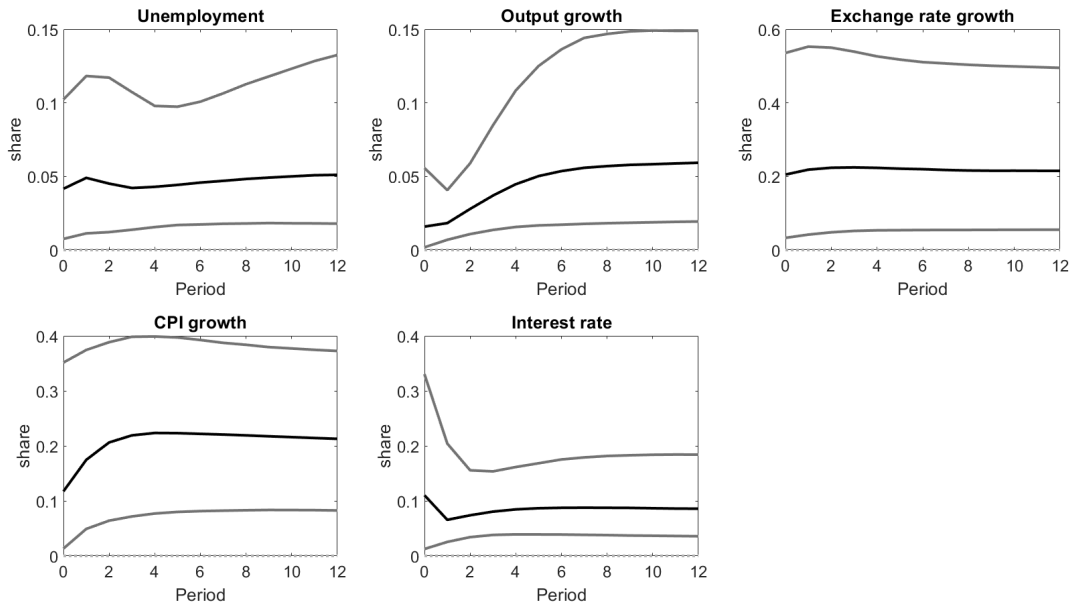 Unemployment
0.15
0.1
0.05
0
share
0 2 4 6 8 10 12
Period
Output growth
0.15
0.1
0.05
0
share
0 2 4 6 8 10 12
Period
Exchange rate growth
0.6
0.4
0.2
0
share
0 2 4 6 8 10 12
Period
CPI growth
0.4
0.3
0.2
0.1
0
share
0 2 4 6 8 10 12
Period
Interest rate
0.4
0.3
0.2
0.1
0
share
0 2 4 6 8 10 12
Period